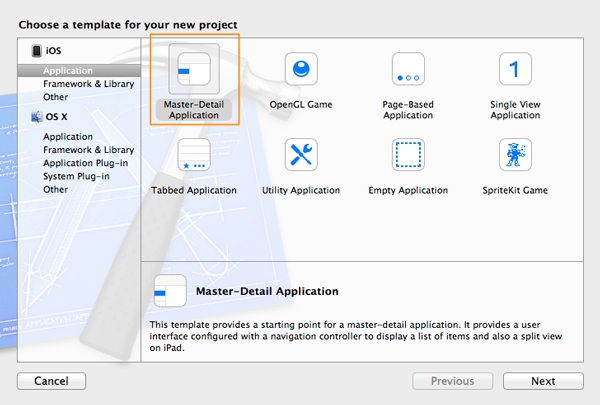 Choose a template for your new project
iOS
Application
Framework & Library
Other
OS X
Application
Framework & Library
Application Plug-in
System Plug-in
Other
Master-Detail
Application
OpenGL Game
Page-Based
Application
1
Single View
Application
Tabbed Application
Utility Application
Empty Application
SpriteKit Game
Master-Detail Application
This template provides a starting point for a master-detail application. It provides a user
interface configured with a navigation controller to display a list of items and also a split view
on iPad.
Cancel
Previous
Next